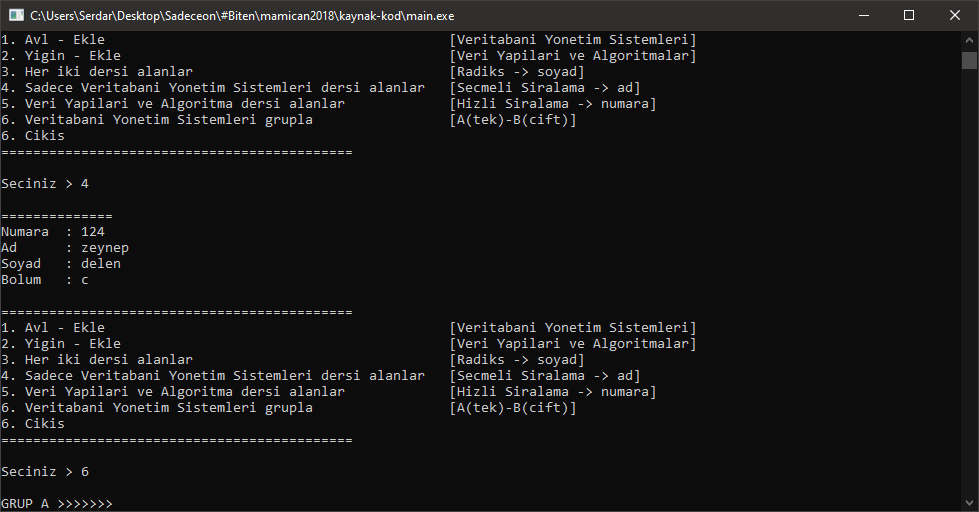 C:\Users\Serdar\Desktop\Sadeceon\#Biten\mamican2018\kaynak-kod\main.exe
1. Avl - Ekle [Veritabani Yonetim Sistemleri]
2. Yigin - Ekle [Veri Yapilari ve Algoritmalar]
3. Her iki dersi alanlar [Radiks -> soyad]
4. Sadece Veritabani Yonetim Sistemleri dersi alanlar [Secmeli Siralama -> ad]
5. Veri Yapilari ve Algoritma dersi alanlar [Hizli Siralama -> numara]
6. Veritabani Yonetim Sistemleri grupla [A(tek)-B(cift)]
6. Cikis
============================================
Seciniz > 4
==============
Numara : 124
Ad : zeynep
Soyad : delen
Bolum : c
============================================
1. Avl - Ekle [Veritabani Yonetim Sistemleri]
2. Yigin - Ekle [Veri Yapilari ve Algoritmalar]
3. Her iki dersi alanlar [Radiks -> soyad]
4. Sadece Veritabani Yonetim Sistemleri dersi alanlar [Secmeli Siralama -> ad]
5. Veri Yapilari ve Algoritma dersi alanlar [Hizli Siralama -> numara]
6. Veritabani Yonetim Sistemleri grupla [A(tek)-B(cift)]
6. Cikis
============================================
Seciniz > 6
GRUP A >>>>>>>